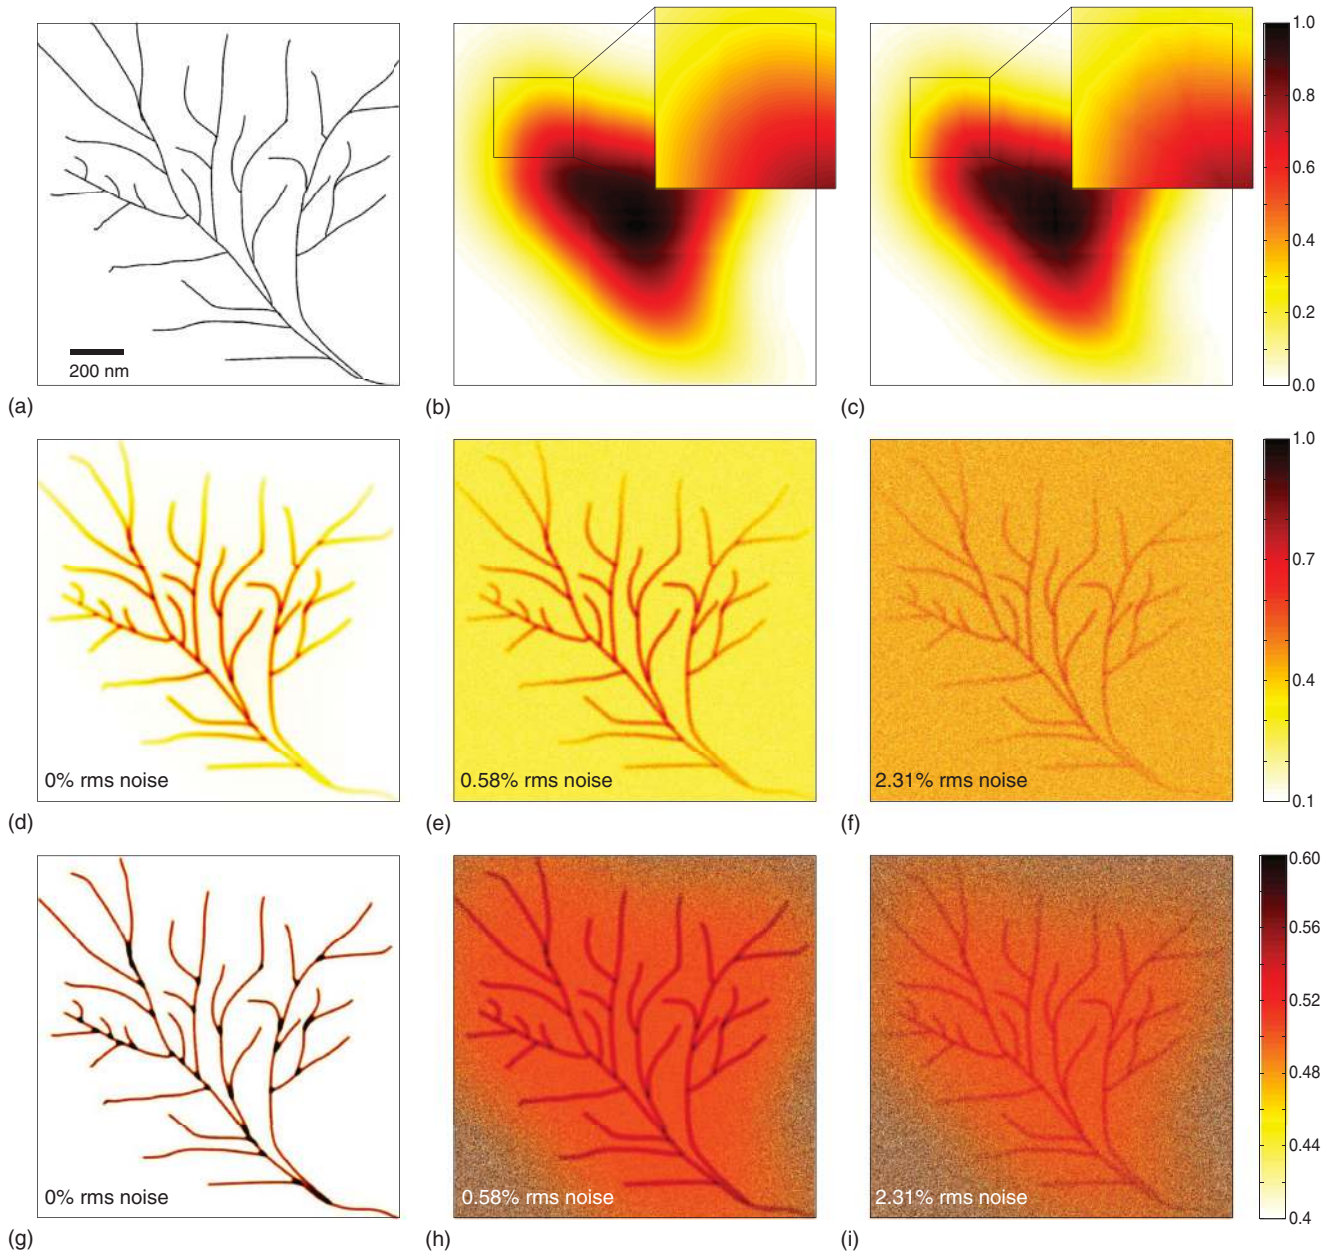 1.0
0.8
0.6
0.4
0.2
0.0
200 nm
(a)
(b)
(c)
1.0
0.7
0.4
0.1
0% rms noise
0.58% rms noise
2.31% rms noise
(d)
(e)
(f)
0.60
0.56
0.52
0.48
0.44
0.4
0% rms noise
0.58% rms noise
2.31% rms noise
(g)
(h)
(i)